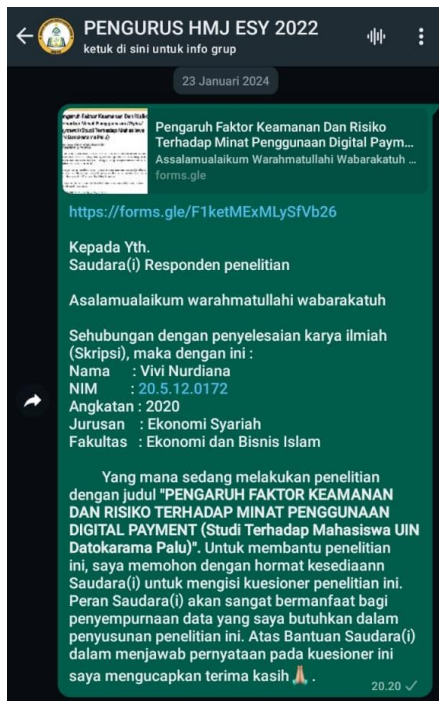 PENGURUS HMJ ESY 2022
ketuk di sini untuk info grup
23 Januari 2024
Pengaruh Faktor Keamanan Dan Risiko
Terhadap Minat Penggunaan Digital Paym...
Assalamualaikum Warahmatullahi Wabarakatuh ...
forms.gle
https://forms.gle/F1ketMExMLySfVb26
Kepada Yth.
Saudara(i) Responden penelitian
Asalamualaikum warahmatullahi wabarakatuh
Sehubungan dengan penyelesaian karya ilmiah
(Skripsi), maka dengan ini :
Nama : Vivi Nurdiana
NIM : 20.5.12.0172
Angkatan : 2020
Jurusan : Ekonomi Syariah
Fakultas : Ekonomi dan Bisnis Islam
Yang mana sedang melakukan penelitian
dengan judul "PENGARUH FAKTOR KEAMANAN
DAN RISIKO TERHADAP MINAT PENGGUNAAN
DIGITAL PAYMENT (Studi Terhadap Mahasiswa UIN
Datokarama Palu)". Untuk membantu penelitian
ini, saya memohon dengan hormat kesediaann
Saudara(i) untuk mengisi kuesioner penelitian ini.
Peran Saudara(i) akan sangat bermanfaat bagi
penyempurnaan data yang saya butuhkan dalam
penyusunan penelitian ini. Atas Bantuan Saudara(i)
dalam menjawab pernyataan pada kuesioner ini
saya mengucapkan terima kasih 🙏🏼 .
20.20 ✓